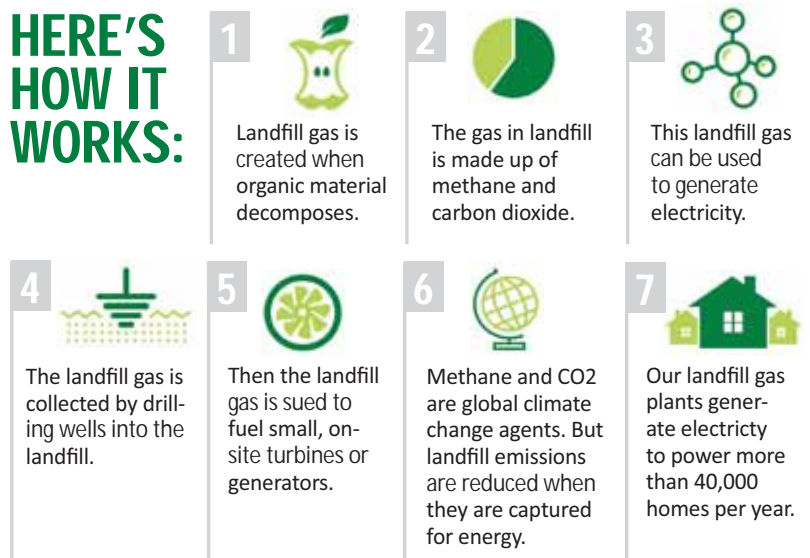 HERE'S
HOW IT
WORKS:
1
Landfill gas is
created when
organic material
decomposes.
2
The gas in landfill
is made up of
methane and
carbon dioxide.
3
This landfill gas
can be used
to generate
electricity.
4
The landfill gas is
collected by drill-
ing wells into the
landfill.
5
Then the landfill
gas is sued to
fuel small, on-
site turbines or
generators.
6
Methane and CO2
are global climate
change agents. But
landfill emissions
are reduced when
they are captured
for energy.
7
Our landfill gas
plants gener-
ate electricty
to power more
than 40,000
homes per year.